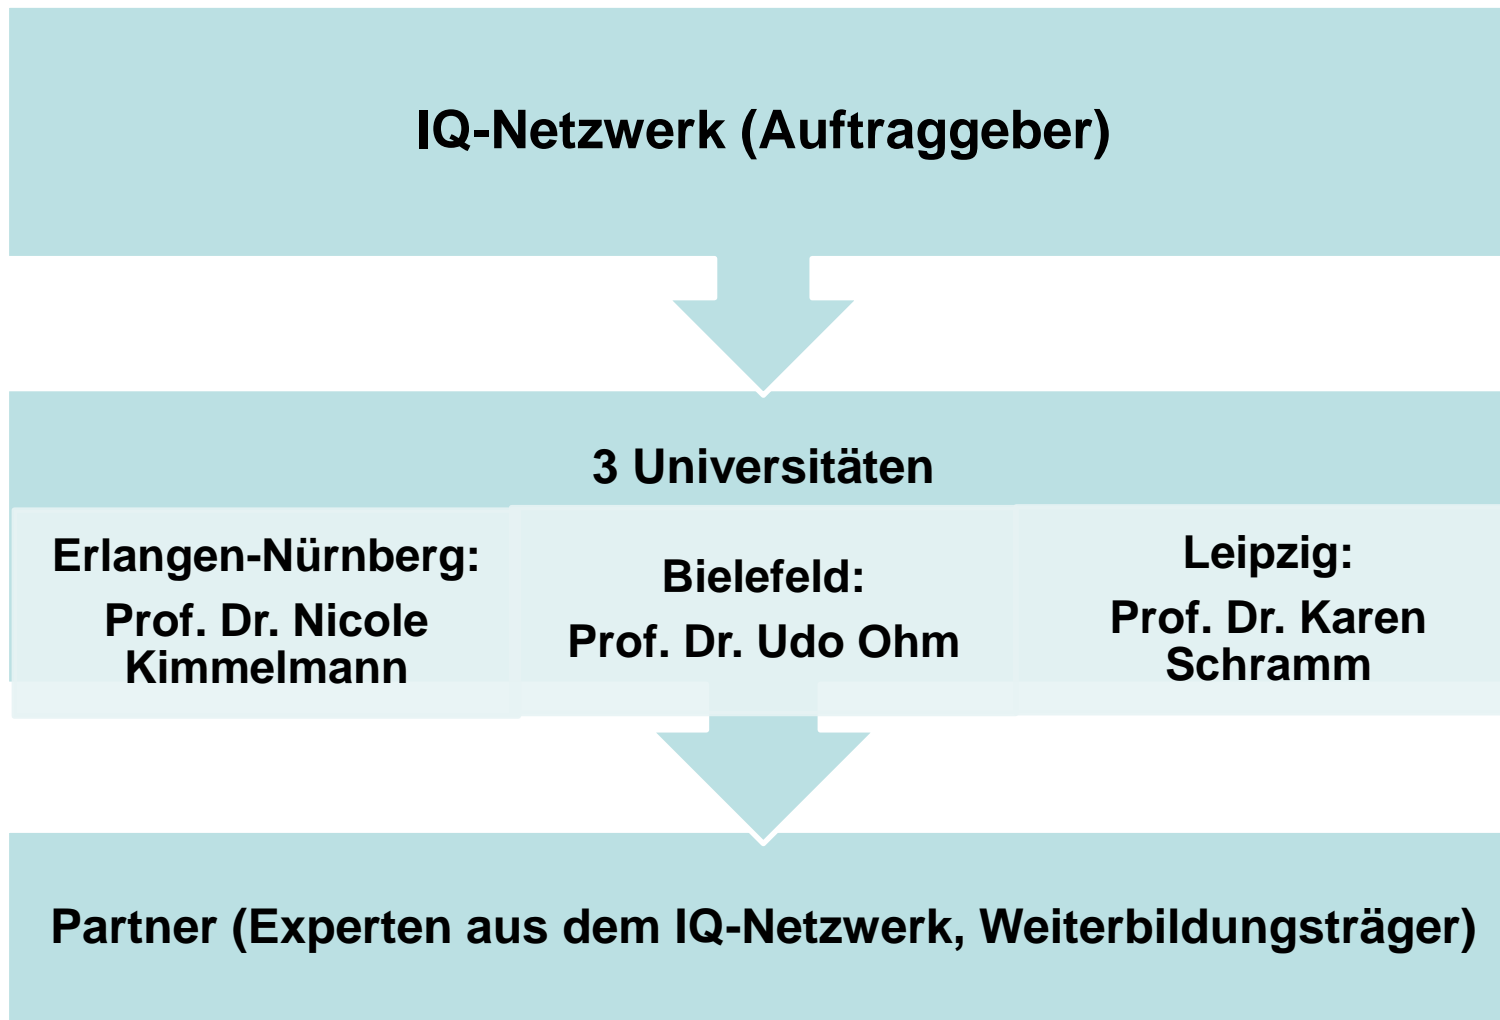 IQ-Netzwerk (Auftraggeber)
3 Universitäten
Erlangen-Nürnberg:
Prof. Dr. Nicole
Kimmelmann
Bielefeld:
Prof. Dr. Udo Ohm
Leipzig:
Prof. Dr. Karen
Schramm
Partner (Experten aus dem IQ-Netzwerk, Weiterbildungsträger)